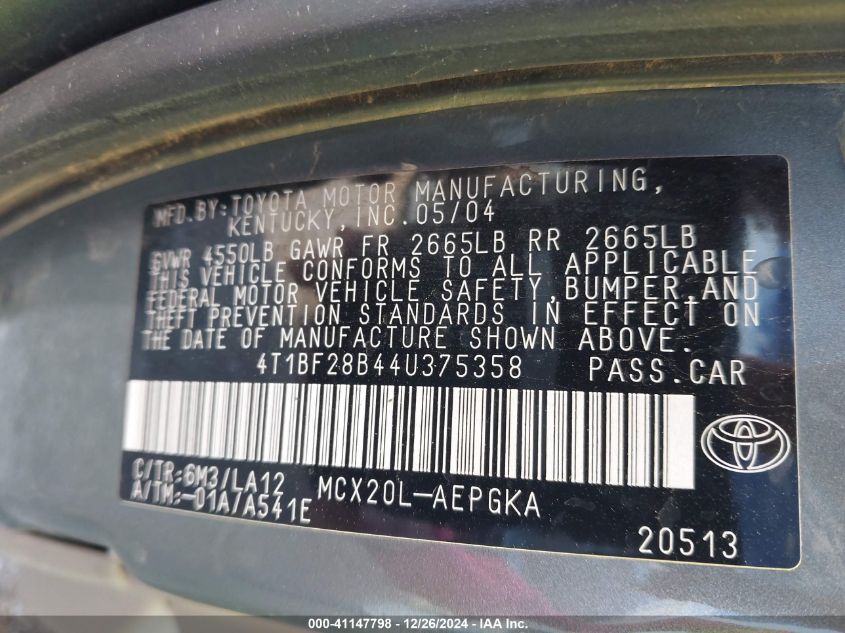 MFD.BY:TOYOTA MOTOR MANUFACTURING,
KENTUCKY, INC.05/04
GVWR 4550LB GAWR FR 2665LB RR 2665LB
THIS VEHICLE CONFORMS TO ALL APPLICABLE
FEDERAL MOTOR VEHICLE SAFETY,BUMPER,AND
THEFT PREVENTION STANDARDS IN EFFECT ON
THE DATE OF MANUFACTURE SHOWN ABOVE.
4T1BF28B44U375358 PASS.CAR
C/TR:6M3/LA12 MCX20L-AEPGKA
A/TM:-01A/A541E
20513
000-41147798 - 12/26/2024 - IAA Inc.